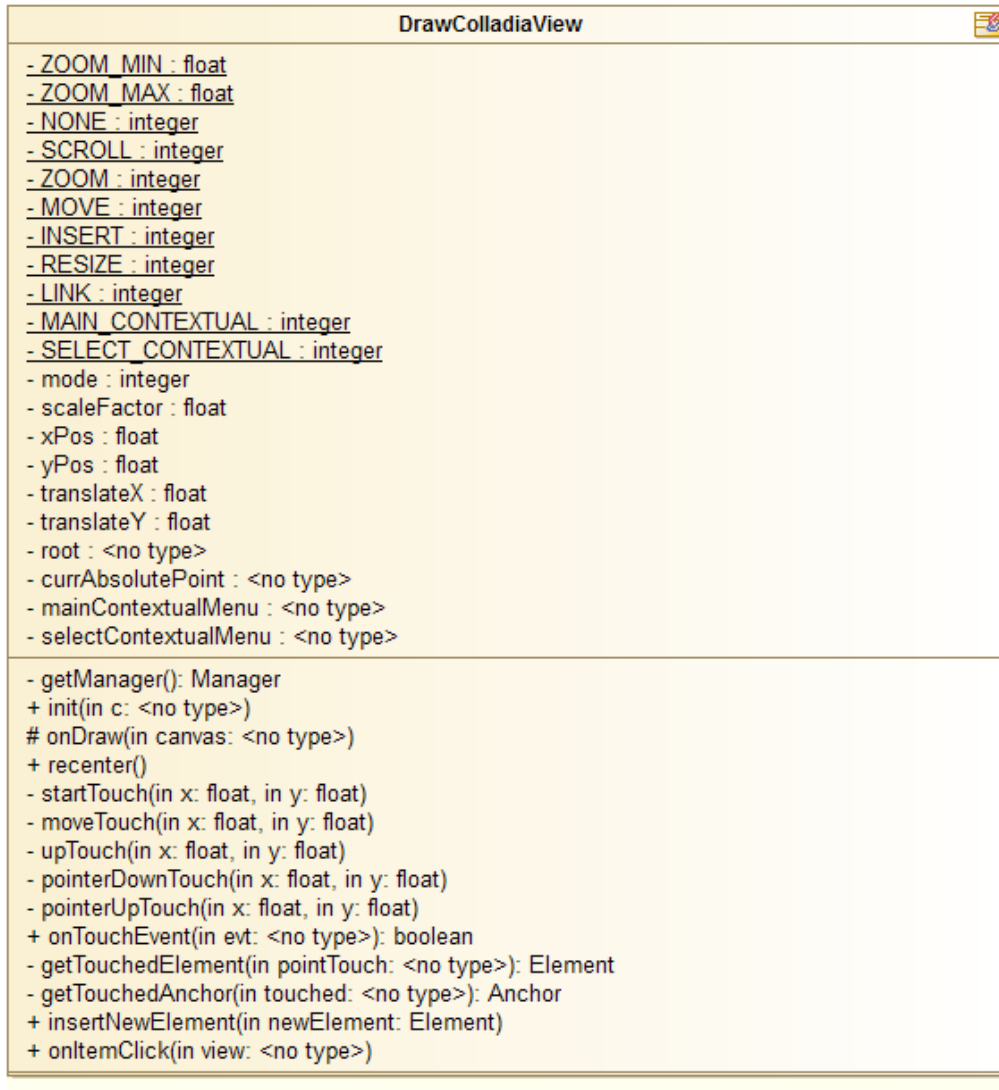 DrawColladiaView
- ZOOM_MIN : float
- ZOOM_MAX : float
- NONE : integer
- SCROLL : integer
- ZOOM : integer
- MOVE : integer
- INSERT : integer
- RESIZE : integer
- LINK : integer
- MAIN_CONTEXTUAL : integer
- SELECT_CONTEXTUAL : integer
- mode : integer
- scaleFactor : float
- xPos : float
- yPos : float
- translateX : float
- translateY : float
- root : <no type>
- currAbsolutePoint : <no type>
- mainContextualMenu : <no type>
- selectContextualMenu : <no type>
- getManager(): Manager
+ init(in c: <no type>)
# onDraw(in canvas: <no type>)
+ recenter()
- startTouch(in x: float, in y: float)
- moveTouch(in x: float, in y: float)
- upTouch(in x: float, in y: float)
- pointerDownTouch(in x: float, in y: float)
- pointerUpTouch(in x: float, in y: float)
+ onTouchEvent(in evt: <no type>): boolean
- getTouchedElement(in pointTouch: <no type>): Element
- getTouchedAnchor(in touched: <no type>): Anchor
+ insertNewElement(in newElement: Element)
+ onItemClick(in view: <no type>)